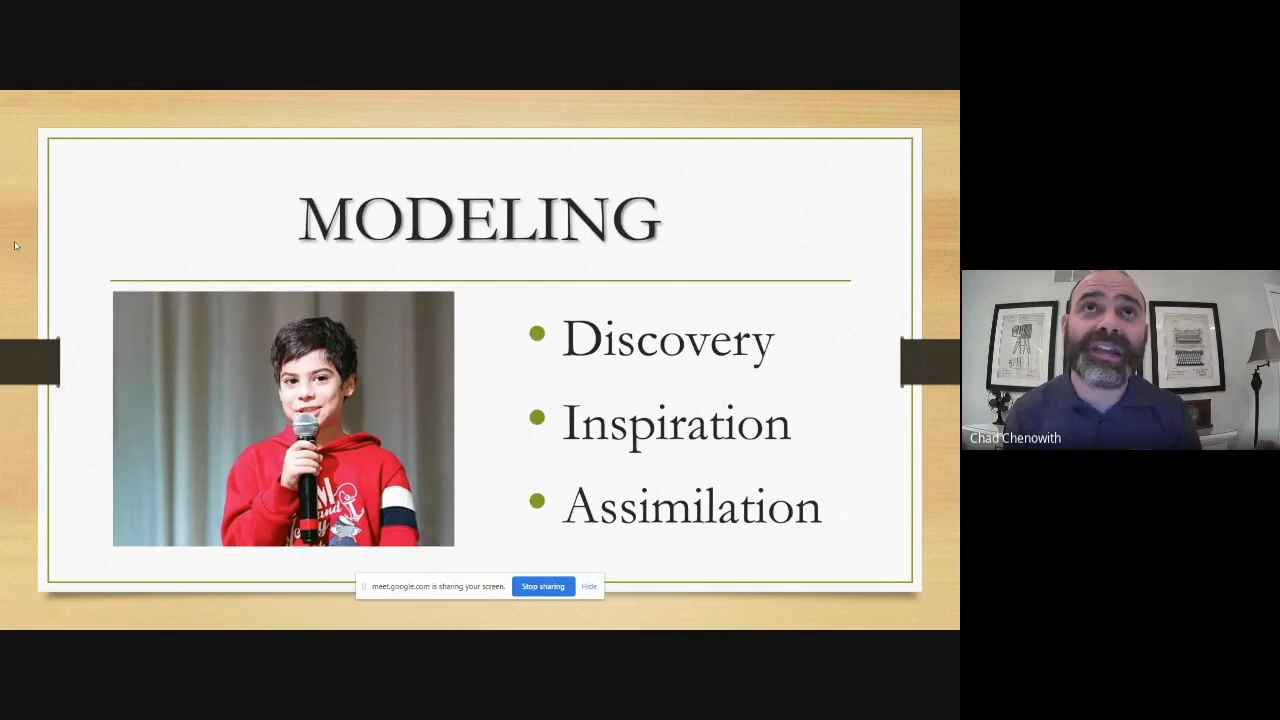 MODELING
Discovery
Inspiration
Assimilation
meet.google.com is sharing your screen.
Stop sharing
Hide
Chad Chenowith